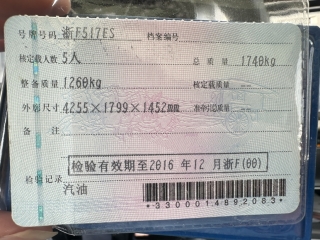 号牌号码 浙F517ES 档案编号
核定载人数 5人 总质量 1740kg
整备质量 1260kg 核定载质量 --
外廓尺寸 4255×1799×1452mm 准牵引总质量 --
备注
检验有效期至2016 年 12 月浙F(00)
检验记录
汽油
*3300014892083*